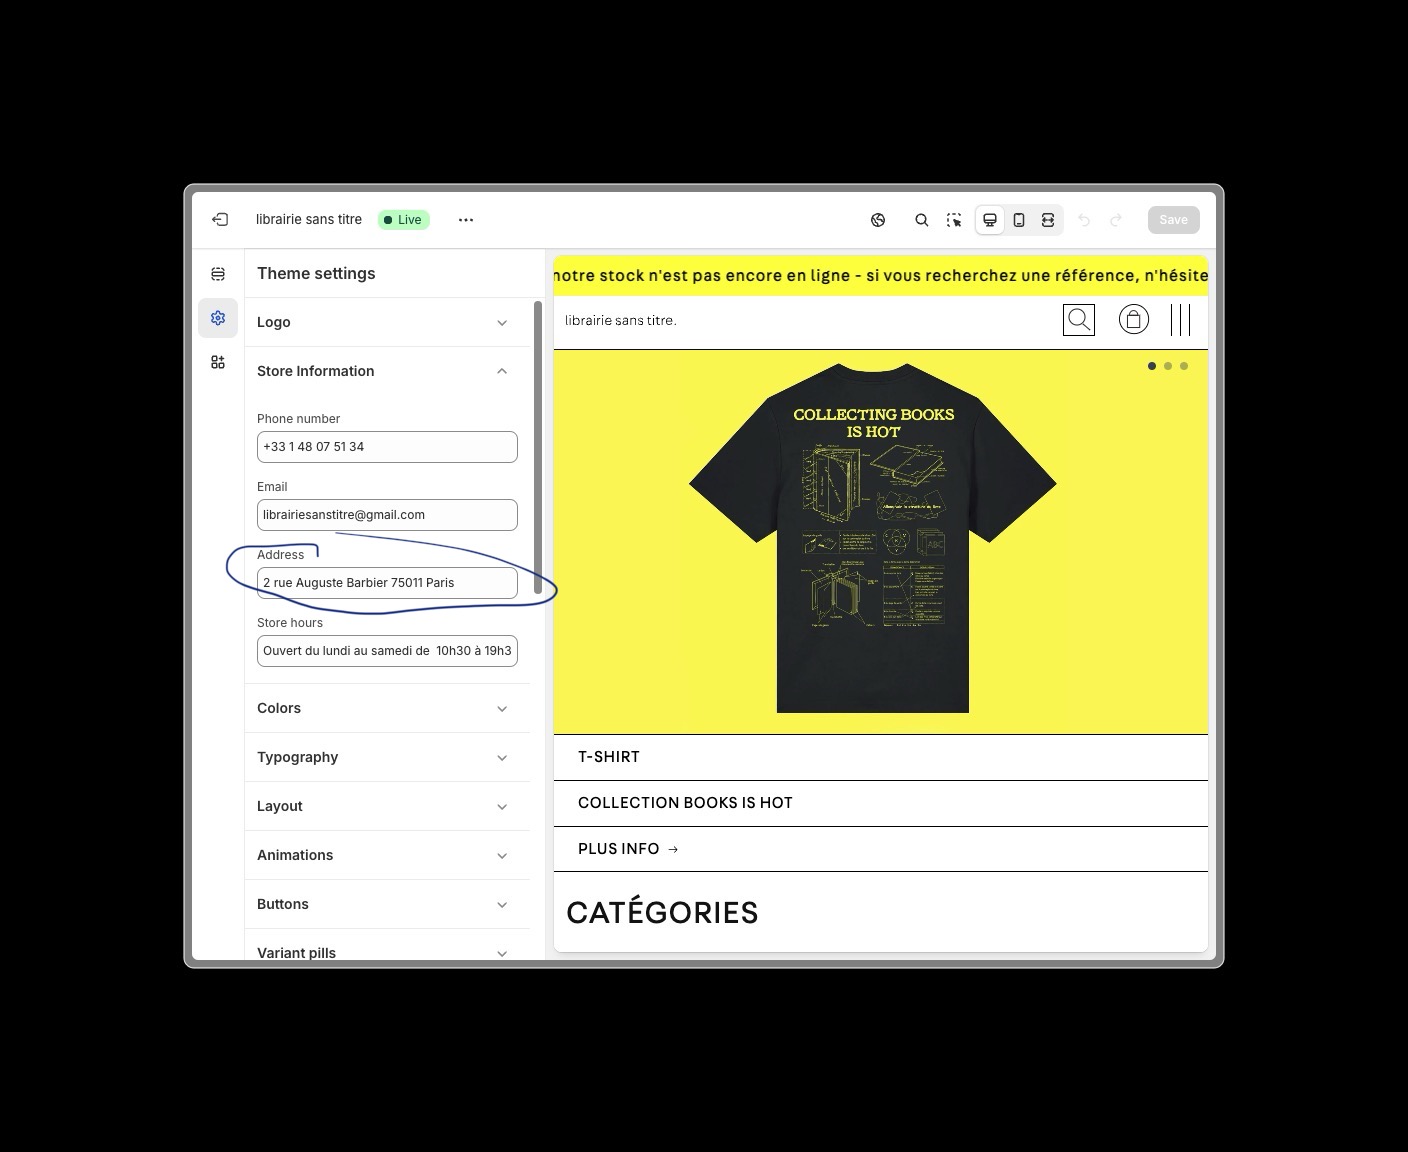 librairie sans titre
Live
Save
Theme settings
Logo
Store Information
Phone number
+33 1 48 07 51 34
Email
librairiesanstitre@gmail.com
Address
2 rue Auguste Barbier 75011 Paris
Store hours
Ouvert du lundi au samedi de  10h30 à 19h3
Colors
Typography
Layout
Animations
Buttons
Variant pills
notre stock n'est pas encore en ligne - si vous recherchez une référence, n'hésite
librairie sans titre.
COLLECTING BOOKS
IS HOT
ABC
T-SHIRT
COLLECTION BOOKS IS HOT
PLUS INFO →
CATÉGORIES